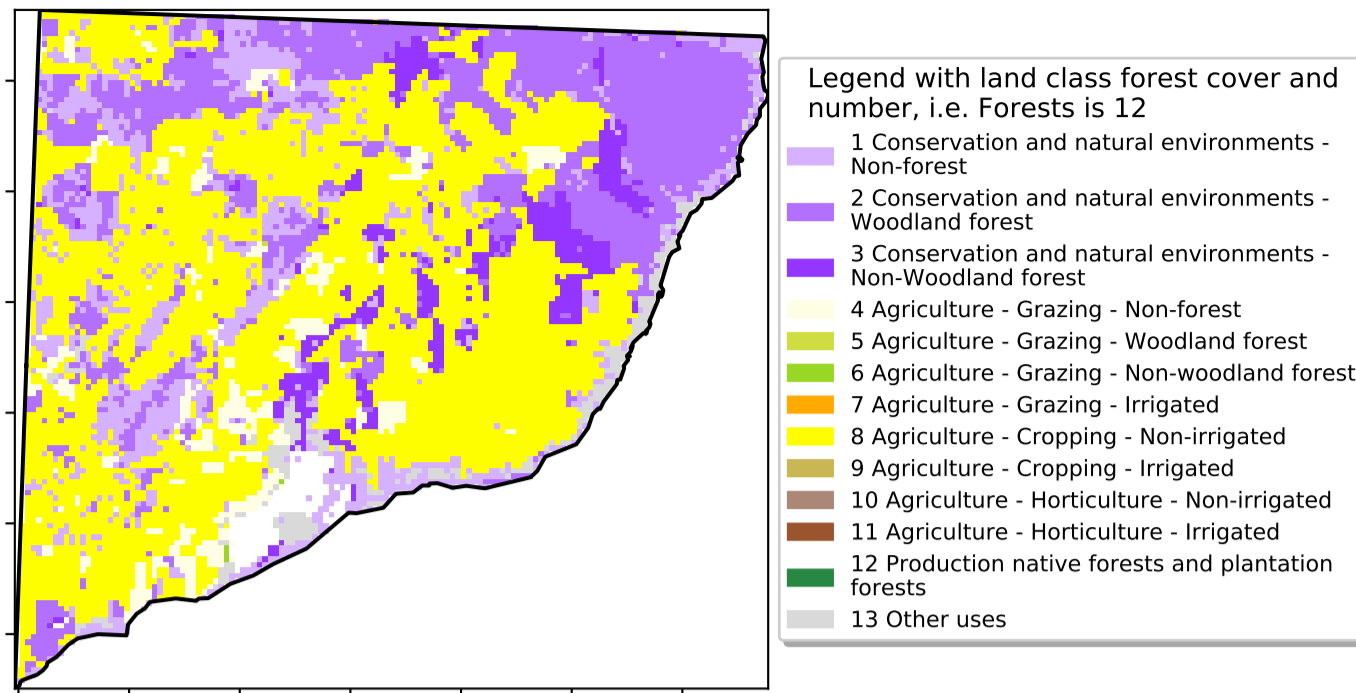 Legend with land class forest cover and
number, i.e. Forests is 12
1 Conservation and natural environments -
Non-forest
2 Conservation and natural environments -
Woodland forest
3 Conservation and natural environments -
Non-Woodland forest
4 Agriculture - Grazing - Non-forest
5 Agriculture - Grazing - Woodland forest
6 Agriculture - Grazing - Non-woodland forest
7 Agriculture - Grazing - Irrigated
8 Agriculture - Cropping - Non-irrigated
9 Agriculture - Cropping - Irrigated
10 Agriculture - Horticulture - Non-irrigated
11 Agriculture - Horticulture - Irrigated
12 Production native forests and plantation
forests
13 Other uses